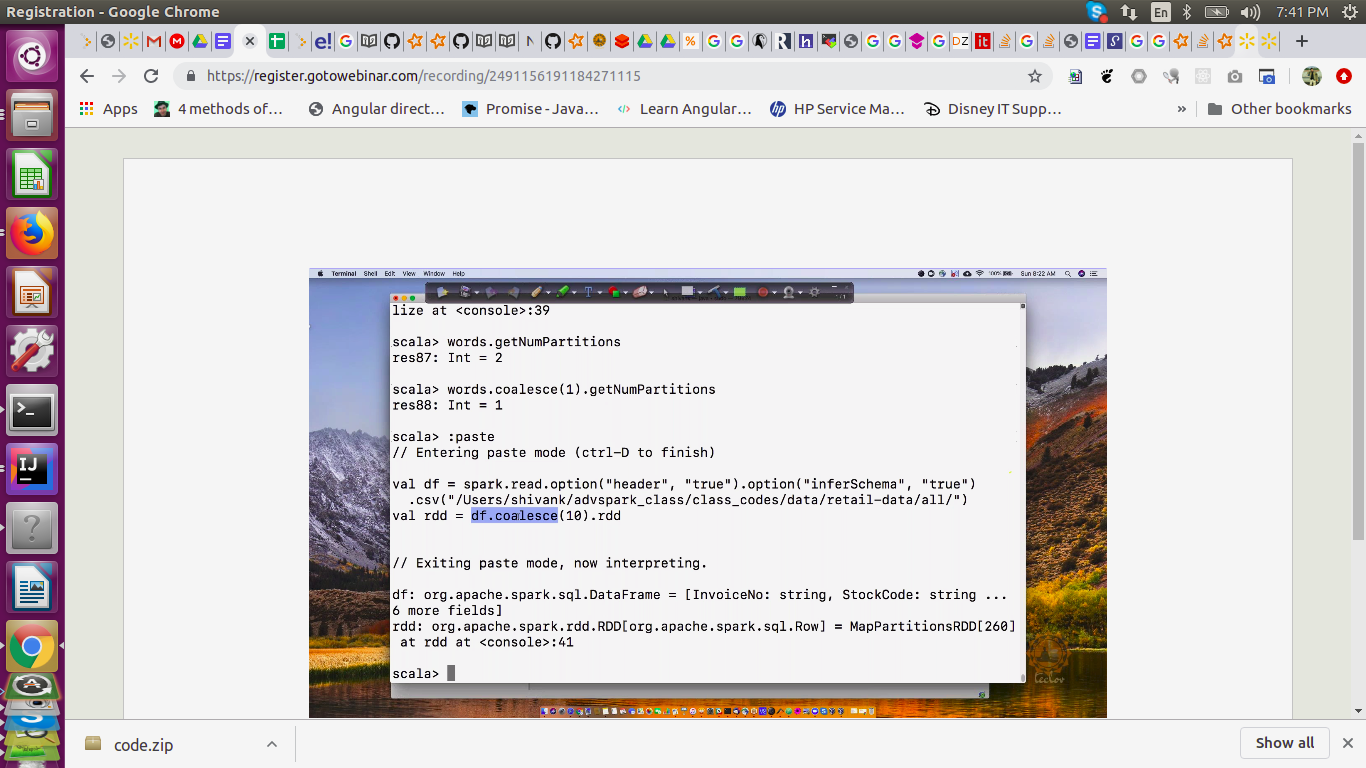 Registration - Google Chrome
En
7:41 PM
https://register.gotowebinar.com/recording/2491156191184271115
Apps
4 methods of...
Angular direct...
Promise - Java...
Learn Angular...
HP Service Ma...
Disney IT Supp...
»
Other bookmarks
Terminal Shell Edit View Window Help
100%
Sun 8:22 AM
lize at <console>:39
scala> words.getNumPartitions
res87: Int = 2
scala> words.coalesce(1).getNumPartitions
res88: Int = 1
scala> :paste
// Entering paste mode (ctrl-D to finish)
val df = spark.read.option("header", "true").option("inferSchema", "true")
.csv("/Users/shivank/advspark_class/class_codes/data/retail-data/all/")
val rdd = df.coalesce(10).rdd
// Exiting paste mode, now interpreting.
df: org.apache.spark.sql.DataFrame = [InvoiceNo: string, StockCode: string ...
6 more fields]
rdd: org.apache.spark.rdd.RDD[org.apache.spark.sql.Row] = MapPartitionsRDD[260]
at rdd at <console>:41
scala>
code.zip
Show all